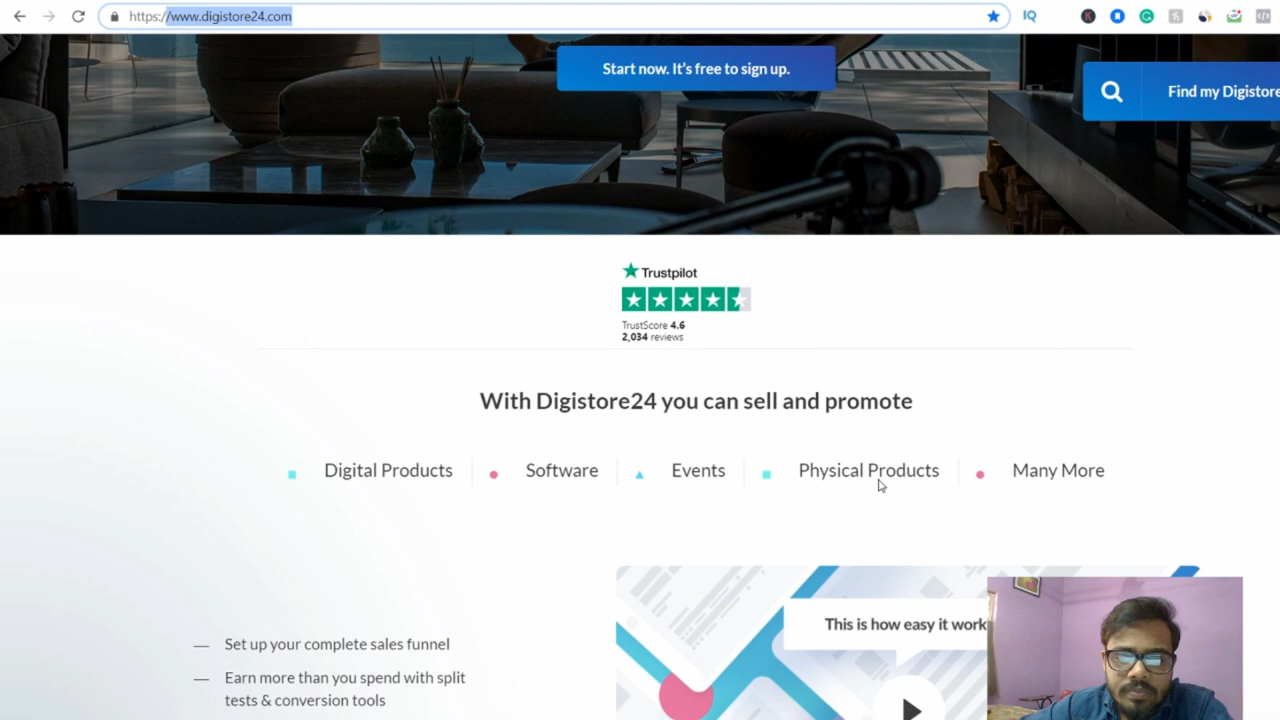 https://www.digistore24.com
IQ
Start now. It's free to sign up.
Find my Digistore
Trustpilot
TrustScore 4.6
2,034 reviews
With Digistore24 you can sell and promote
Digital Products
Software
Events
Physical Products
Many More
This is how easy it work
— Set up your complete sales funnel
— Earn more than you spend with split
tests & conversion tools